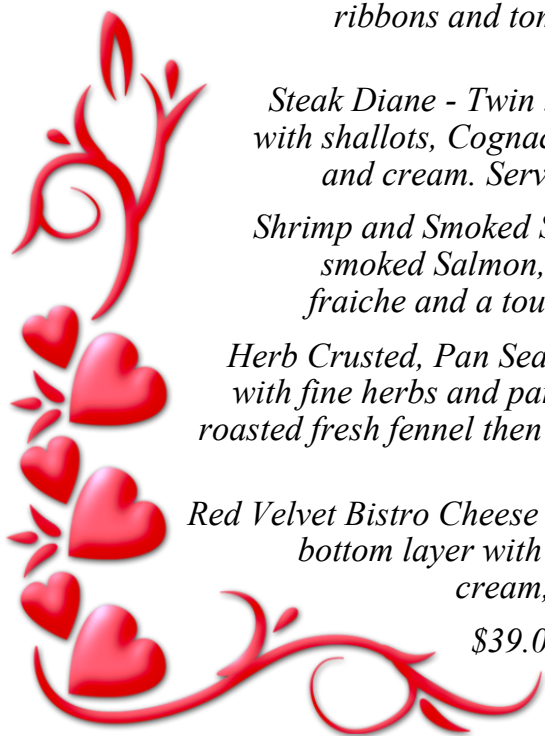 ribbons and ton
Steak Diane - Twin
with shallots, Cognac
and cream. Serv
Shrimp and Smoked S
smoked Salmon,
fraiche and a tou
Herb Crusted, Pan Sea
with fine herbs and pa
roasted fresh fennel then
Red Velvet Bistro Cheese
bottom layer with
cream,
$39.0